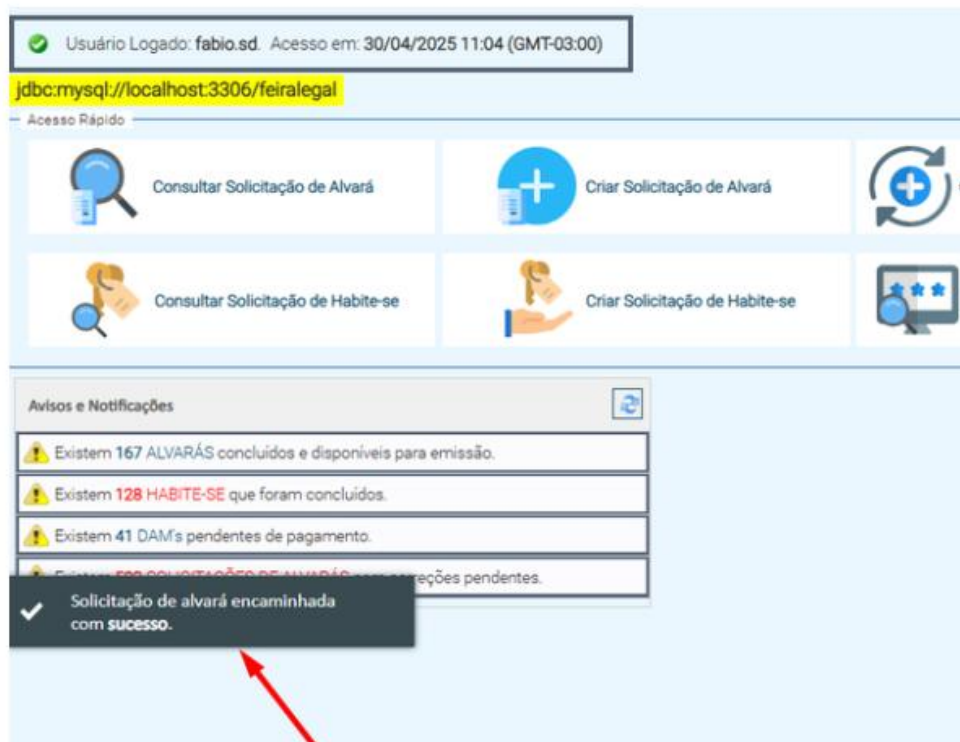 Usuário Logado: fabio.sd. Acesso em: 30/04/2025 11:04 (GMT-03:00)
jdbc:mysql://localhost:3306/feiralegal
Acesso Rápido
Consultar Solicitação de Alvará
Criar Solicitação de Alvará
Consultar Solicitação de Habite-se
Criar Solicitação de Habite-se
Avisos e Notificações
Existem 167 ALVARÁS concluídos e disponíveis para emissão.
Existem 128 HABITE-SE que foram concluídos.
Existem 41 DAM's pendentes de pagamento.
pendentes.
Solicitação de alvará encaminhada
com sucesso.